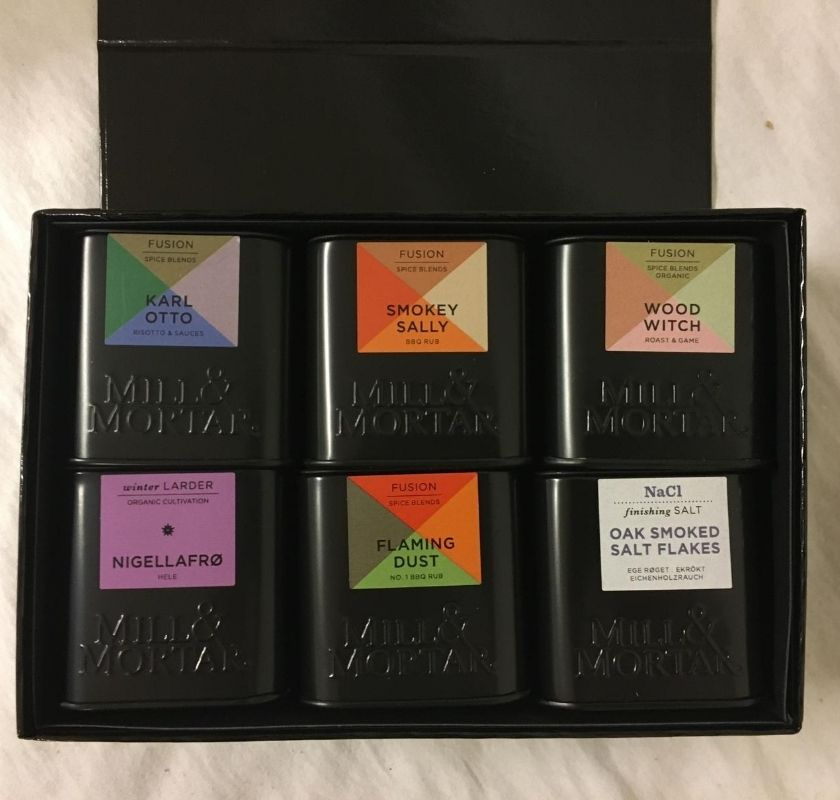 FUSION
SPICE BLENDS
KARL
OTTO
RISOTTO & SAUCES
MILL &
MORTAR
FUSION
SPICE BLENDS
SMOKEY
SALLY
BBQ RUB
MILL &
MORTAR
FUSION
SPICE BLENDS
ORGANIC
WOOD
WITCH
ROAST & GAME
MILL &
MORTAR
winter LARDER
ORGANIC CULTIVATION
NIGELLAFRØ
HELE
MILL &
MORTAR
FUSION
SPICE BLENDS
FLAMING
DUST
NO. 1 BBQ RUB
MILL &
MORTAR
NaCl
finishing SALT
OAK SMOKED
SALT FLAKES
EGE RØGET EKRÖKT
EICHENHOLZRAUCH
MILL &
MORTAR